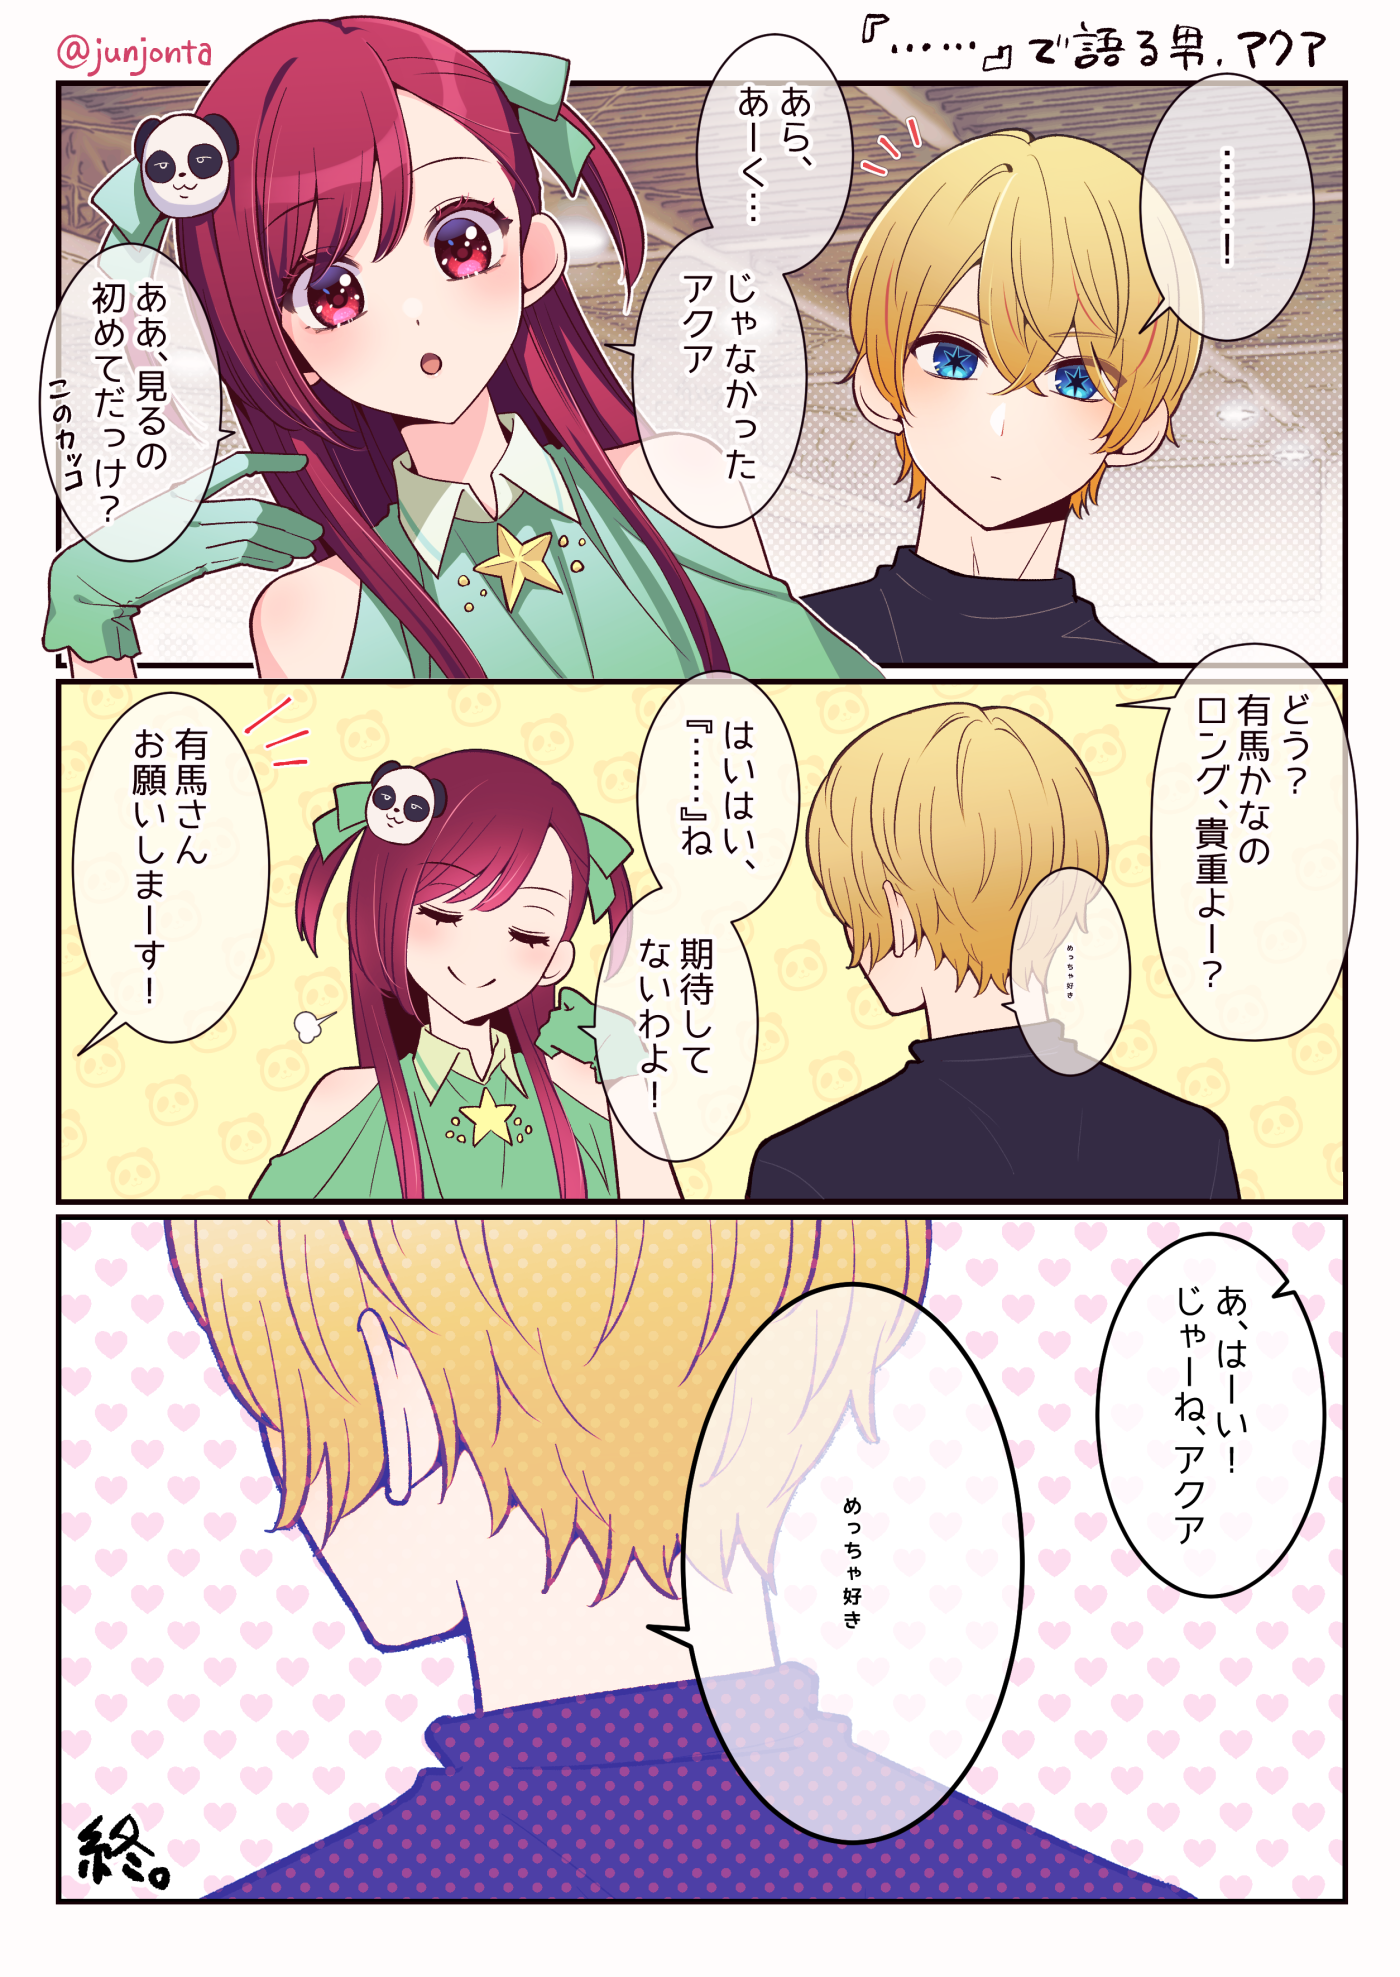 @junjonta
『……』で語る男、アクア
………！
あら、
あーく…
じゃなかった
アクア
ああ、見るの
初めてだっけ？
このカッコ
どう？
有馬かなの
ロング、貴重よー？
めっちゃ好き
はいはい、
『……』ね
期待して
ないわよ！
有馬さん
お願いしまーす！
あ、はーい！
じゃーね、アクア
めっちゃ好き
終。